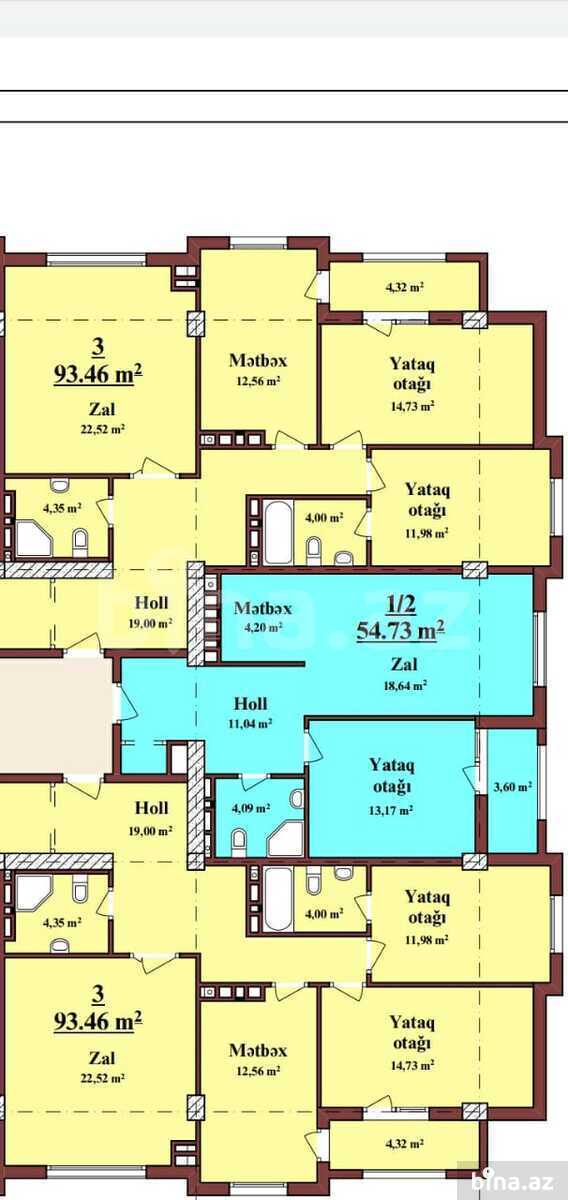 4,32 m²
3
93.46 m²
Zal
22,52 m²
Mətbəx
12,56 m²
Yataq
otağı
14,73 m²
4,35 m²
4,00 m²
Yataq
otağı
11,98 m²
Holl
19,00 m²
Mətbəx
4,20 m²
1/2
54.73 m²
Zal
18,64 m²
bina.az
Holl
11,04 m²
Yataq
otağı
13,17 m²
3,60 m²
Holl
19,00 m²
4,09 m²
4,35 m²
4,00 m²
Yataq
otağı
11,98 m²
3
93.46 m²
Zal
22,52 m²
Mətbəx
12,56 m²
Yataq
otağı
14,73 m²
4,32 m²
bina.az